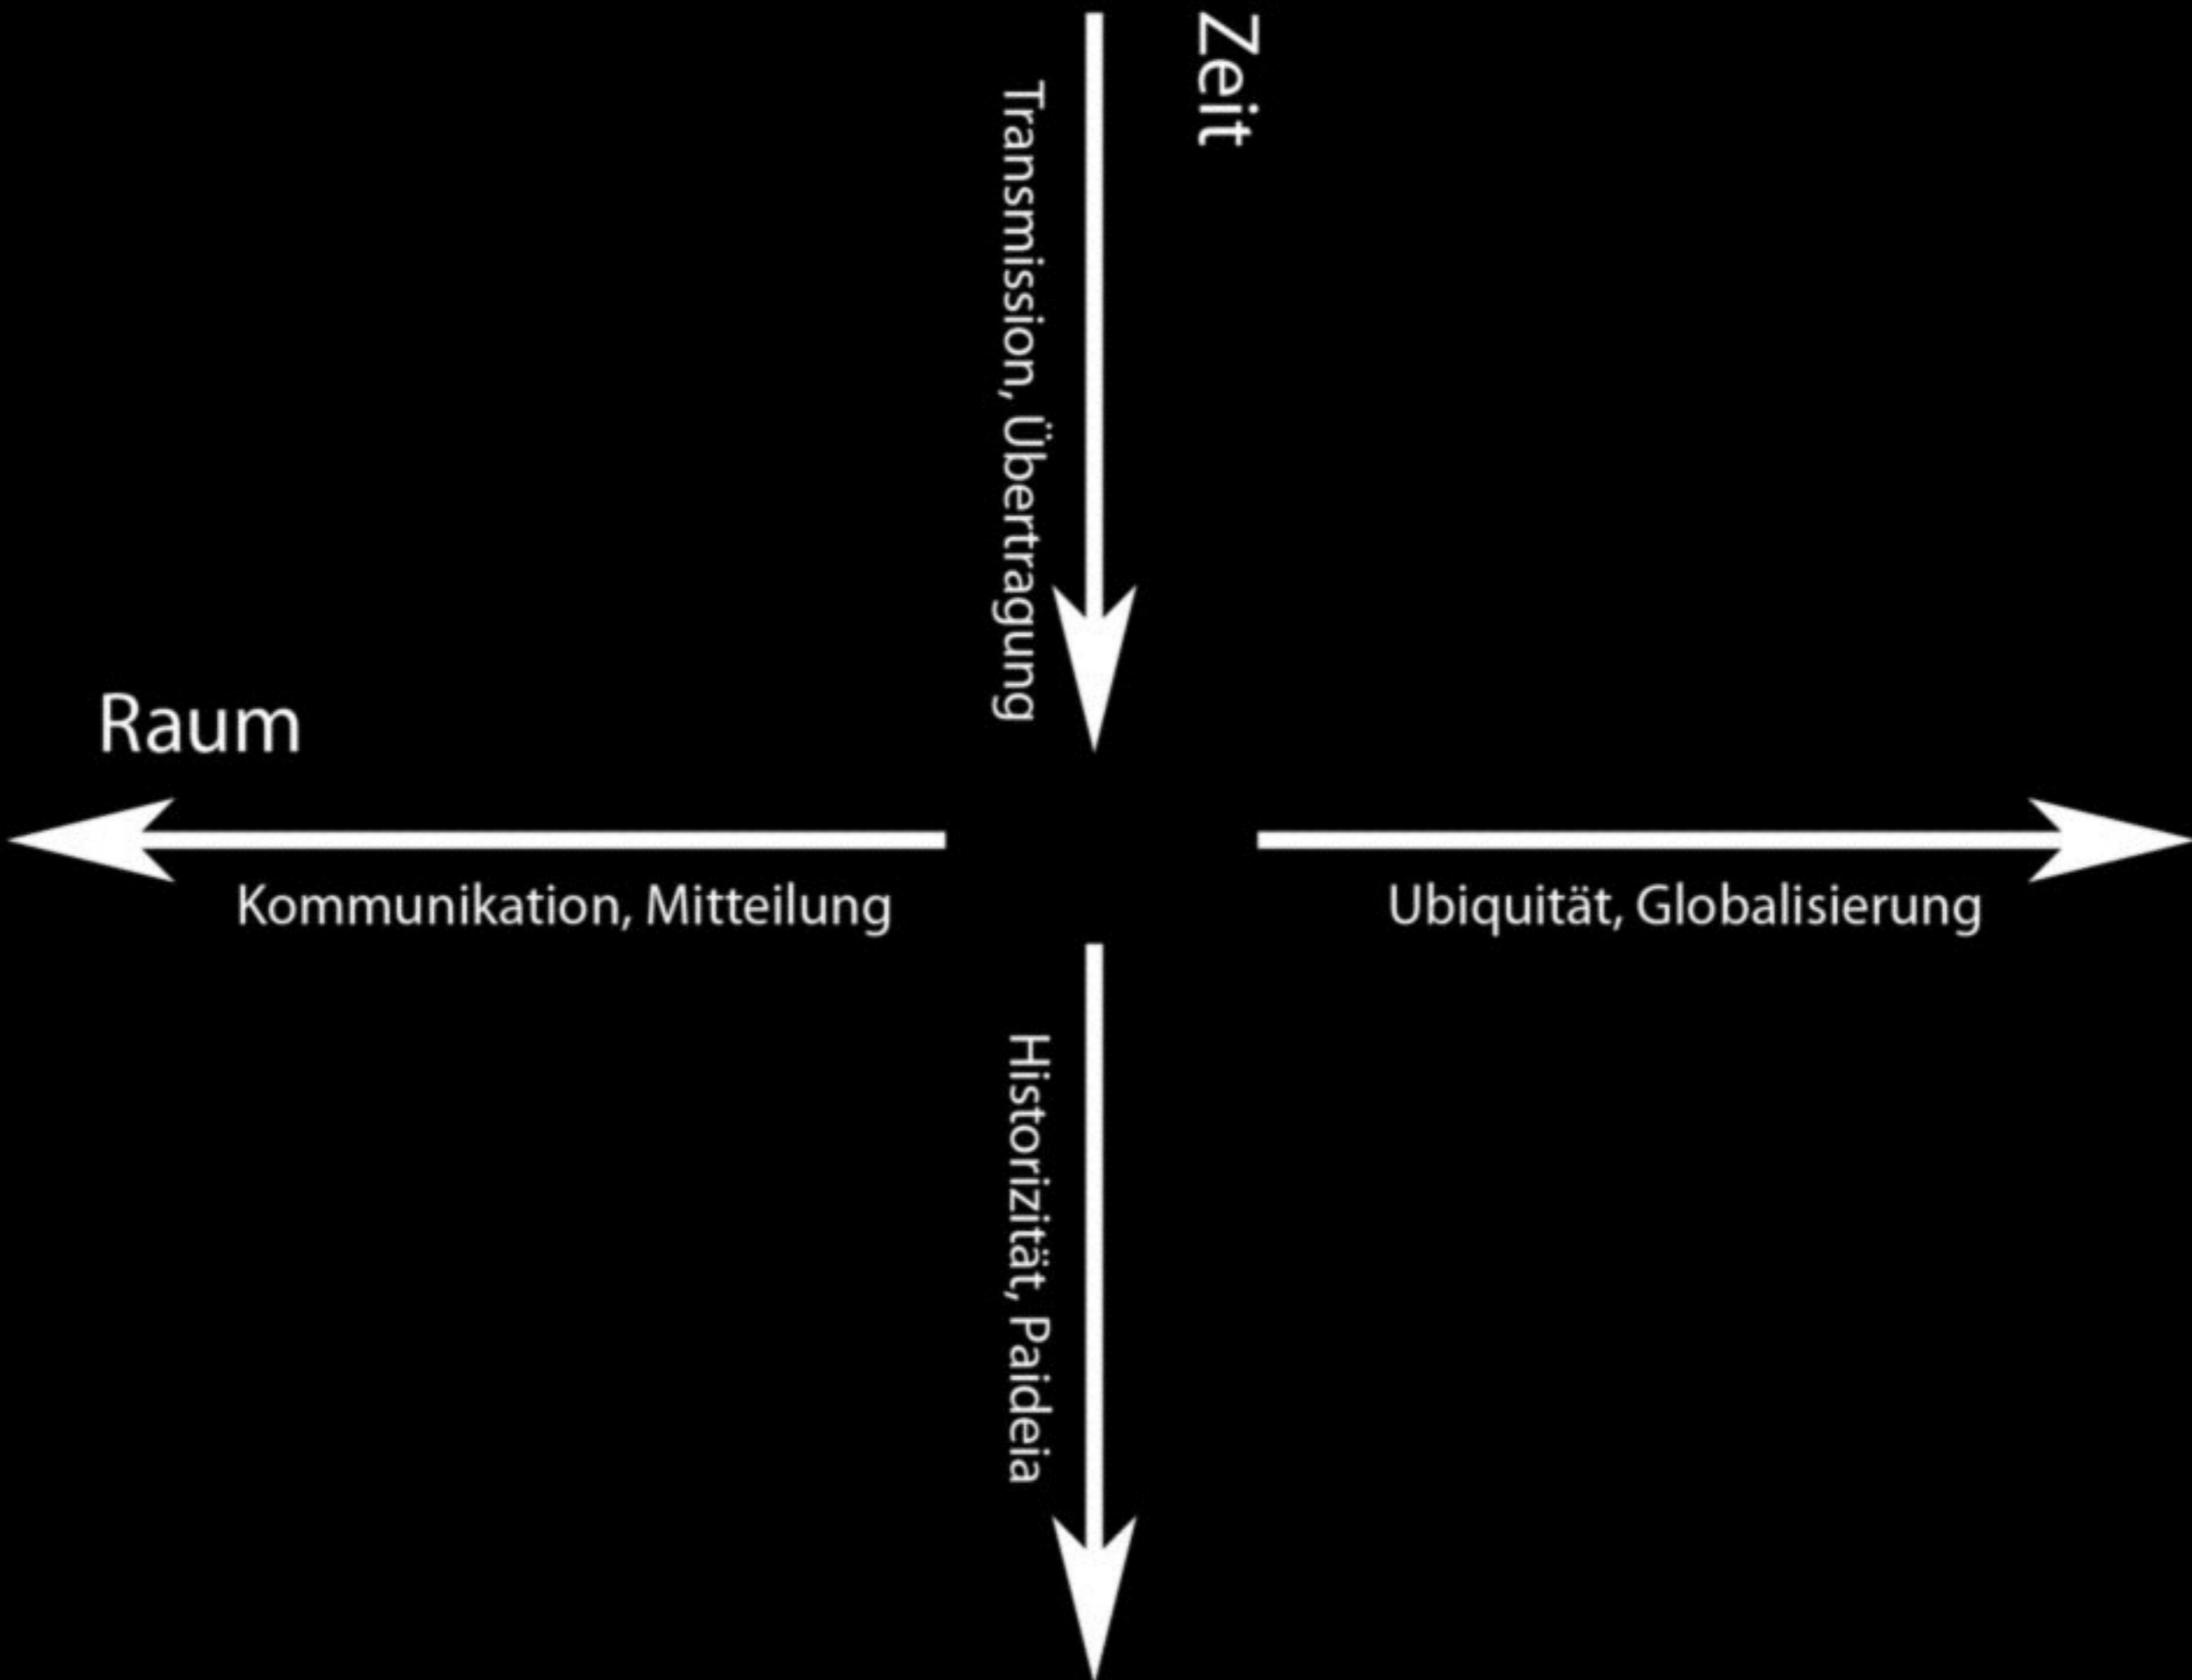 Zeit
Transmission, Übertragung
Raum
Kommunikation, Mitteilung
Ubiquität, Globalisierung
Historizität, Paideia